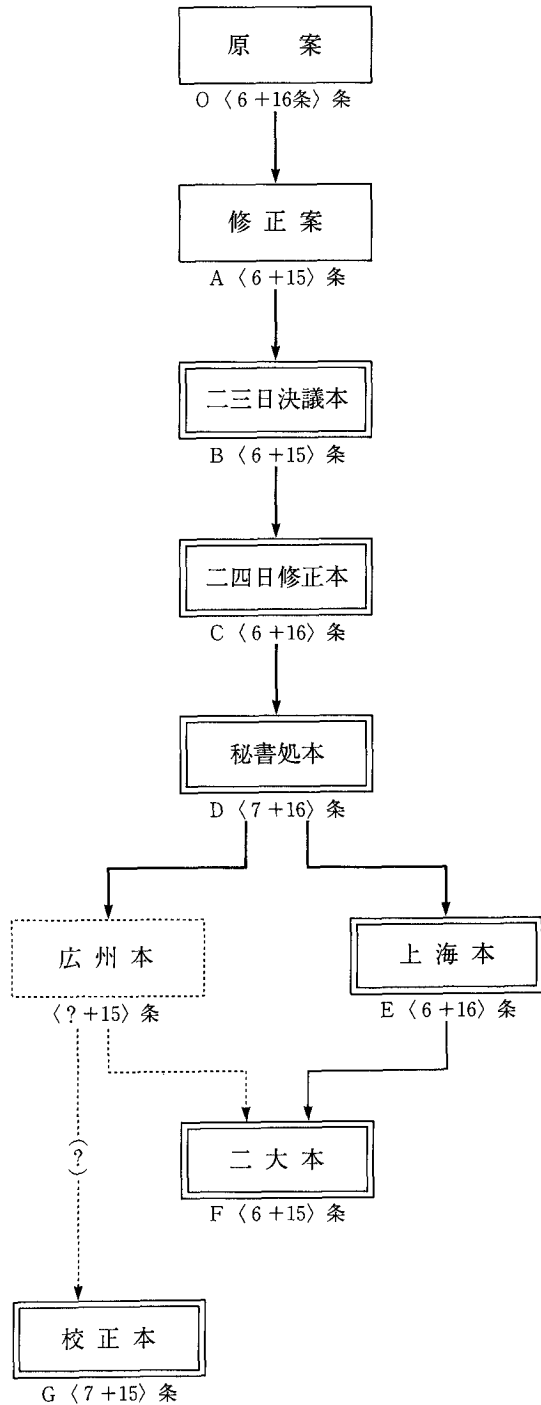 原案
O〈6+16条〉条
修正案
A〈6+15〉条
二三日決議本
B〈6+15〉条
二四日修正本
C〈6+16〉条
秘書処本
D〈7+16〉条
広州本
〈?+15〉条
上海本
E〈6+16〉条
(?)
二大本
F〈6+15〉条
校正本
G〈7+15〉条